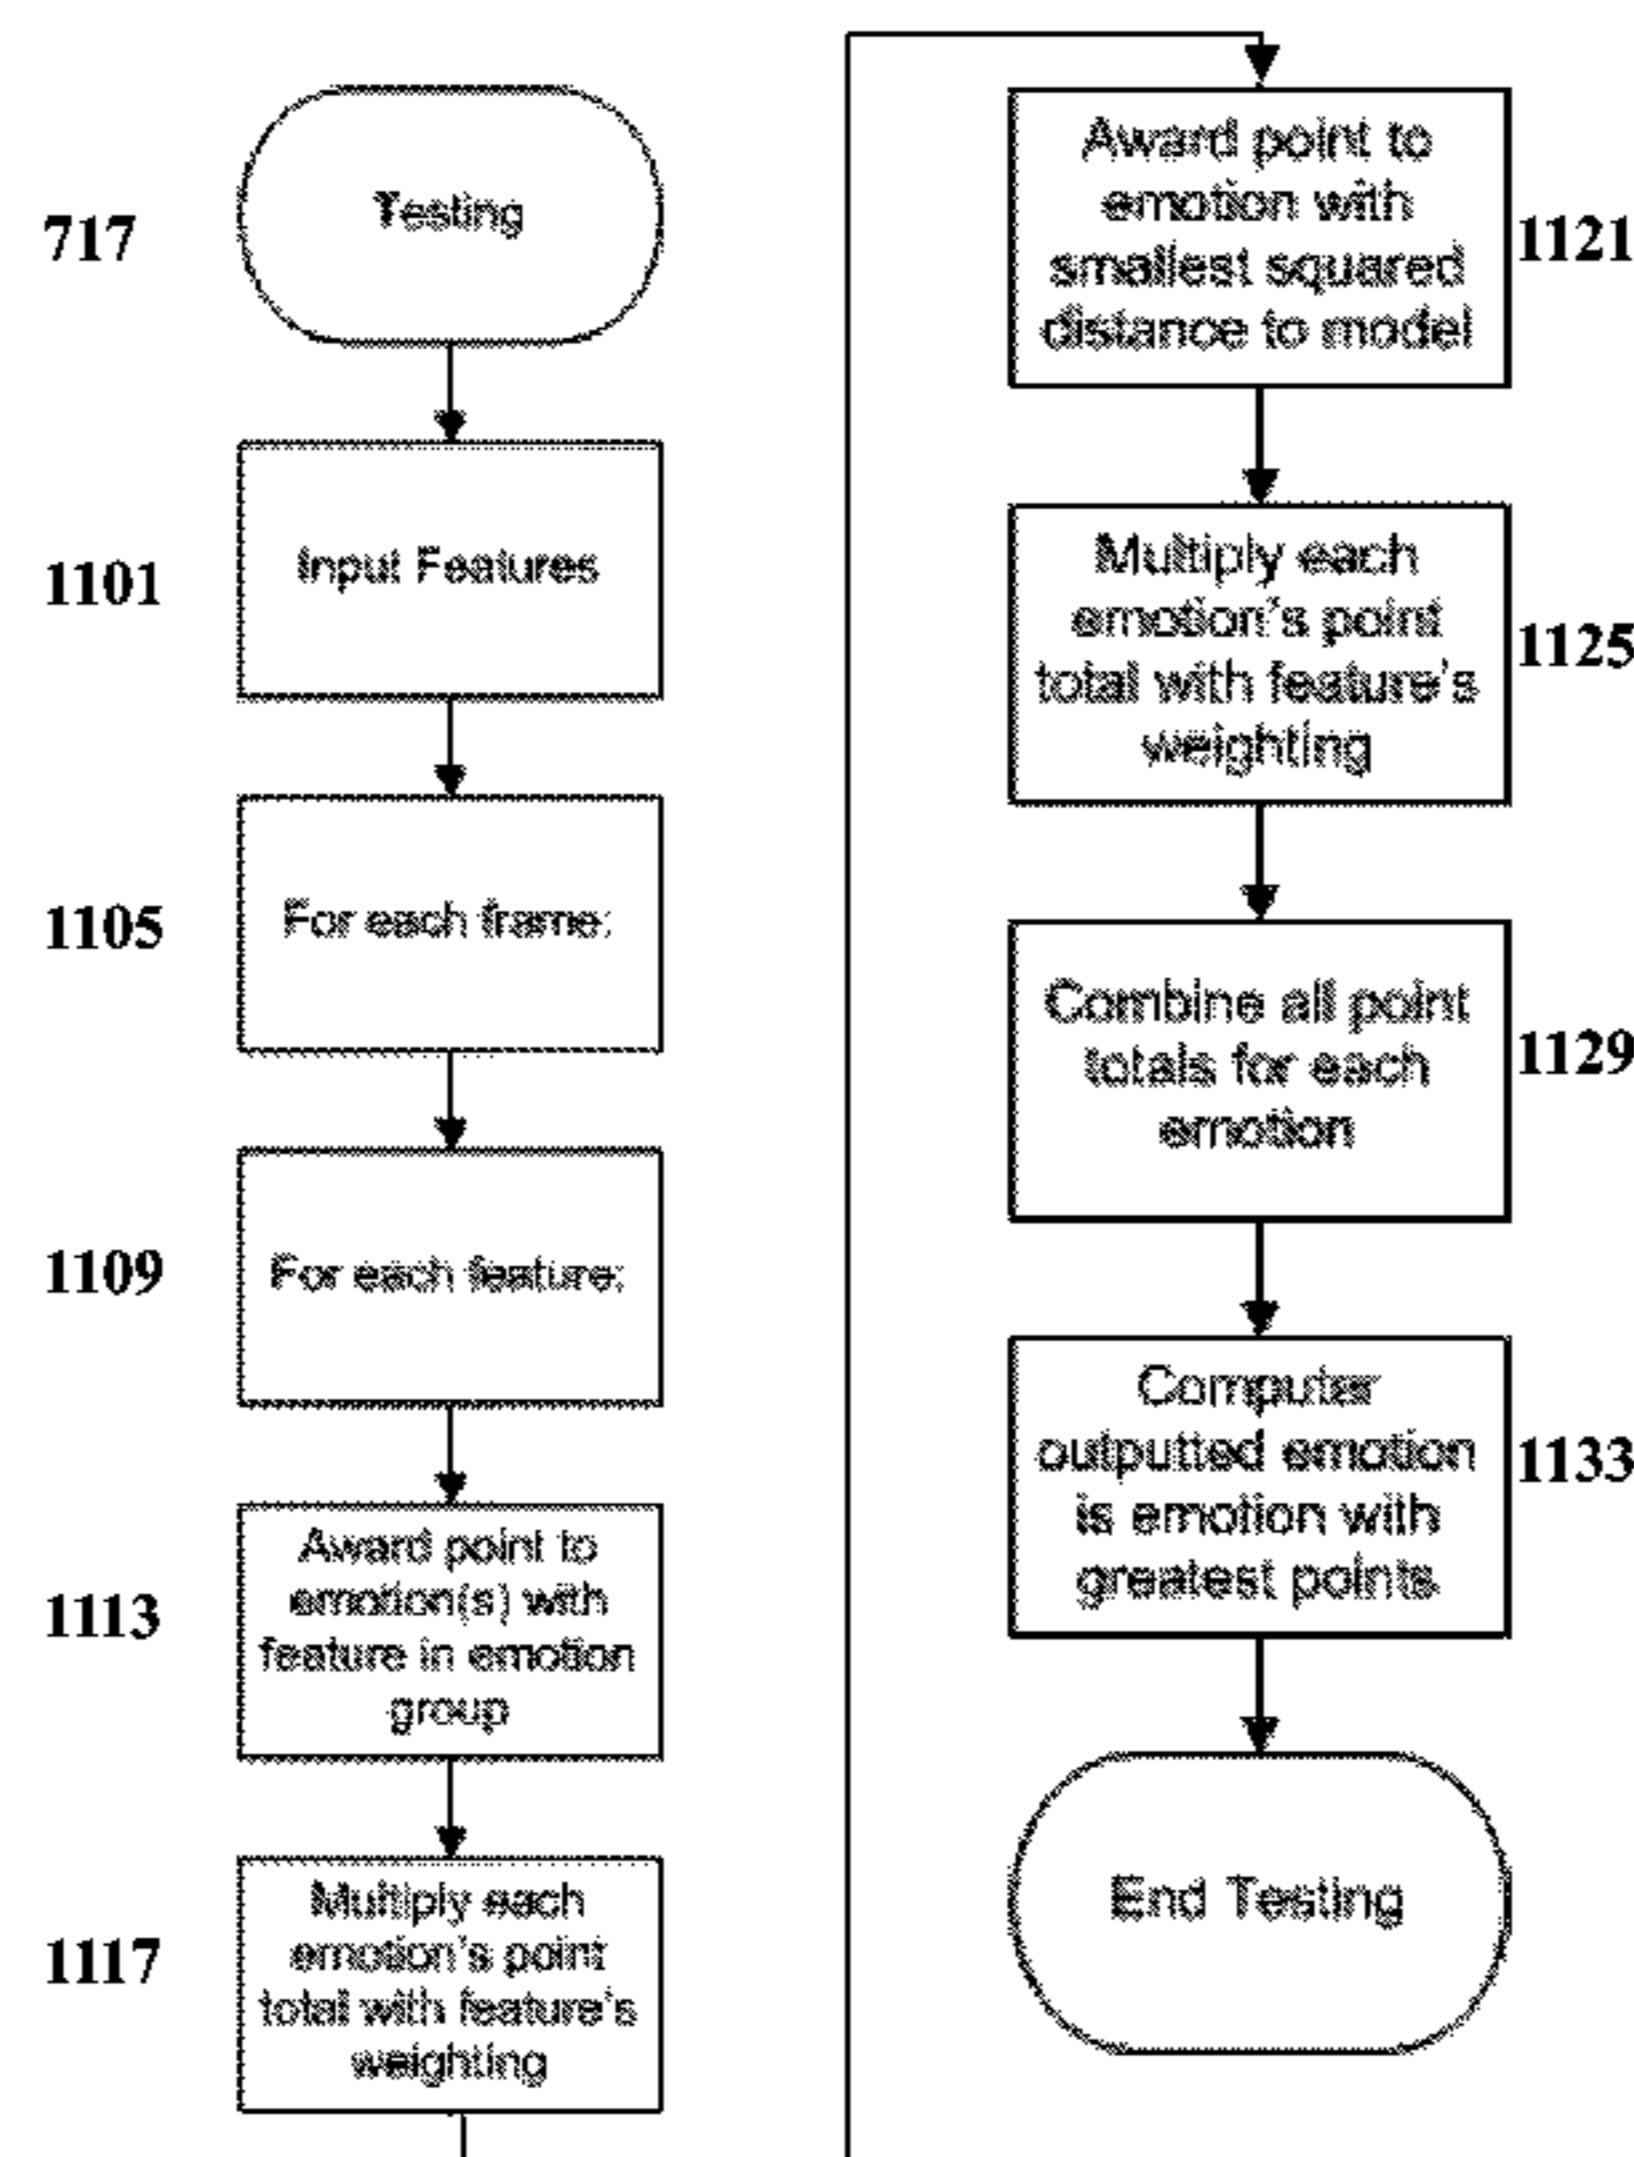 717
Testing
1101
Input Features
1105
For each frame:
1109
For each feature:
1113
Award point to
emotion(s) with
feature in emotion
group
1117
Multiply each
emotion's point
total with feature's
weighting
Award point to
emotion with
smallest squared
distance to model
1121
Multiply each
emotion's point
total with feature's
weighting
1125
Combine all point
totals for each
emotion
1129
Computer
outputted emotion
is emotion with
greatest points
1133
End Testing